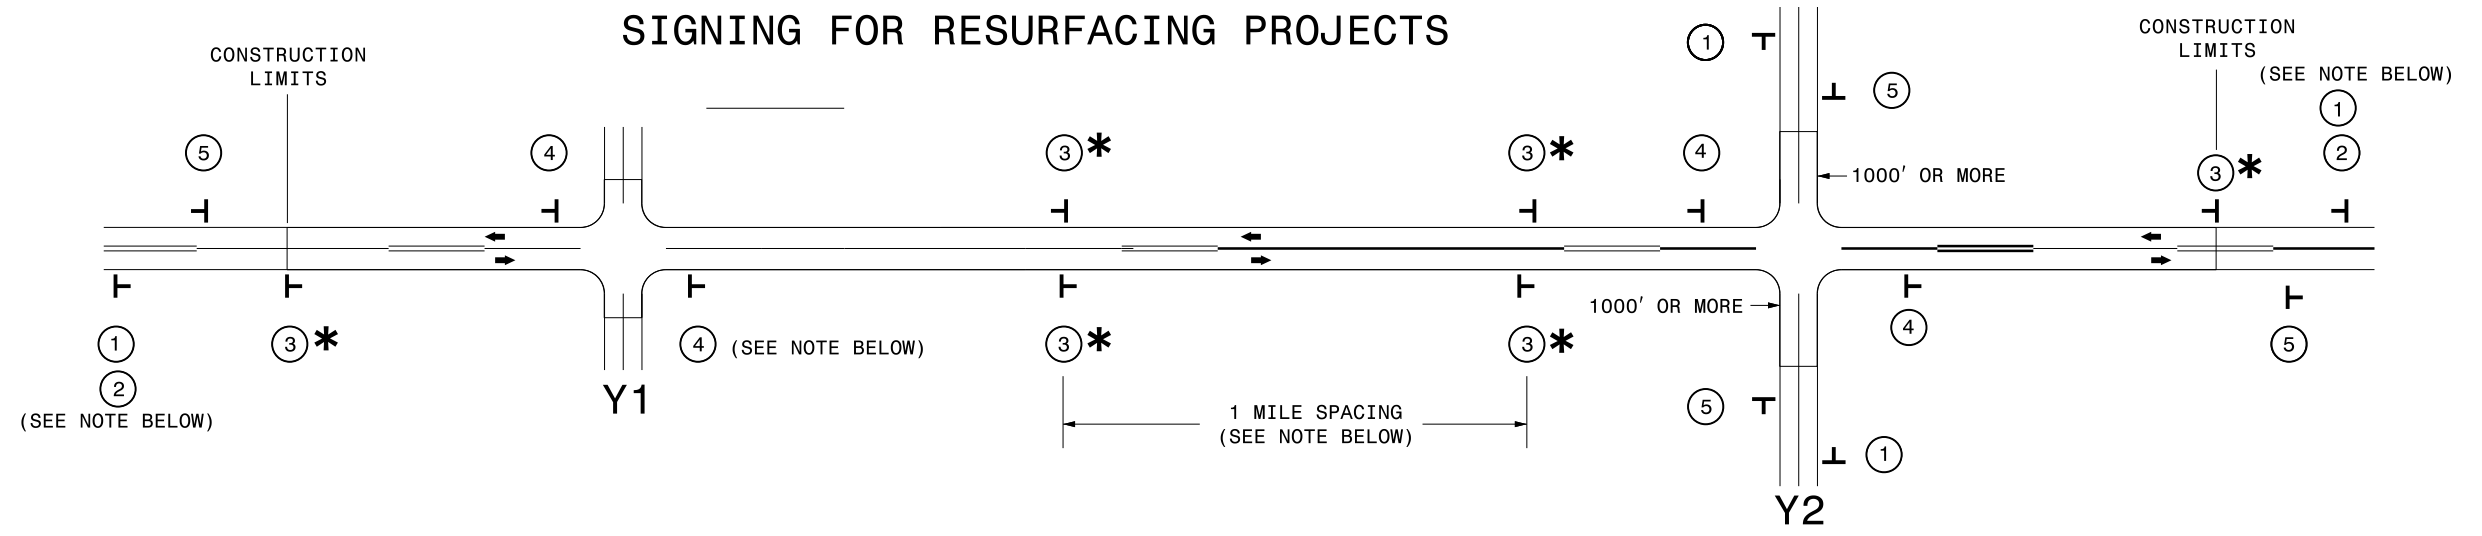 SIGNING FOR RESURFACING PROJECTS
CONSTRUCTION
LIMITS
CONSTRUCTION
LIMITS
(SEE NOTE BELOW)
1
5
1
2
5
4
3*
3*
4
3*
1000' OR MORE
1000' OR MORE
1
2
(SEE NOTE BELOW)
3*
4 (SEE NOTE BELOW)
3*
3*
4
5
Y1
1 MILE SPACING
(SEE NOTE BELOW)
5
1
Y2